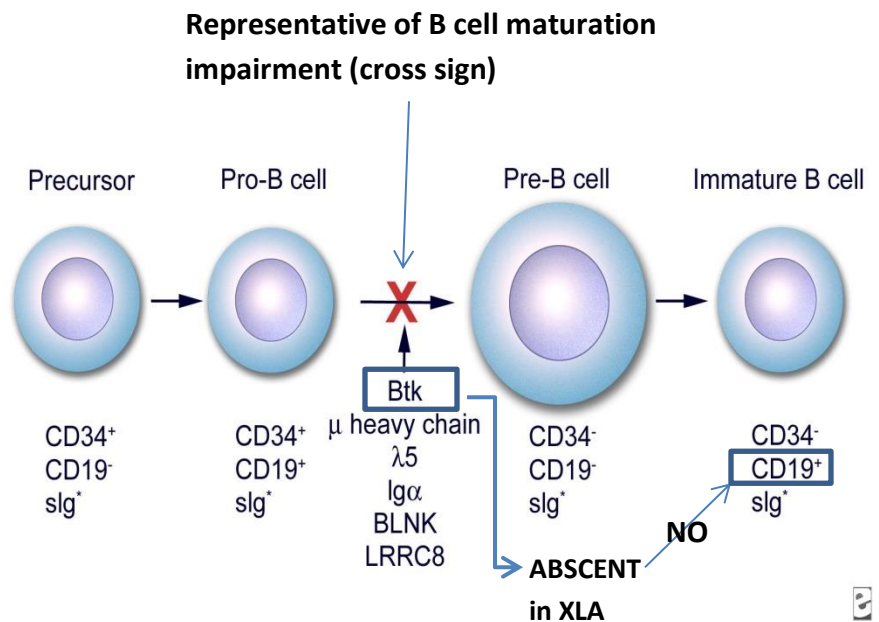 Representative of B cell maturation
impairment (cross sign)
Precursor
Pro-B cell
Pre-B cell
Immature B cell
X
CD34⁺
CD19⁻
sIg*
CD34⁺
CD19⁺
sIg*
Btk
μ heavy chain
λ5
Igα
BLNK
LRRC8
CD34⁻
CD19⁻
sIg*
CD34⁻
CD19⁺
sIg*
NO
ABSCENT
in XLA
e